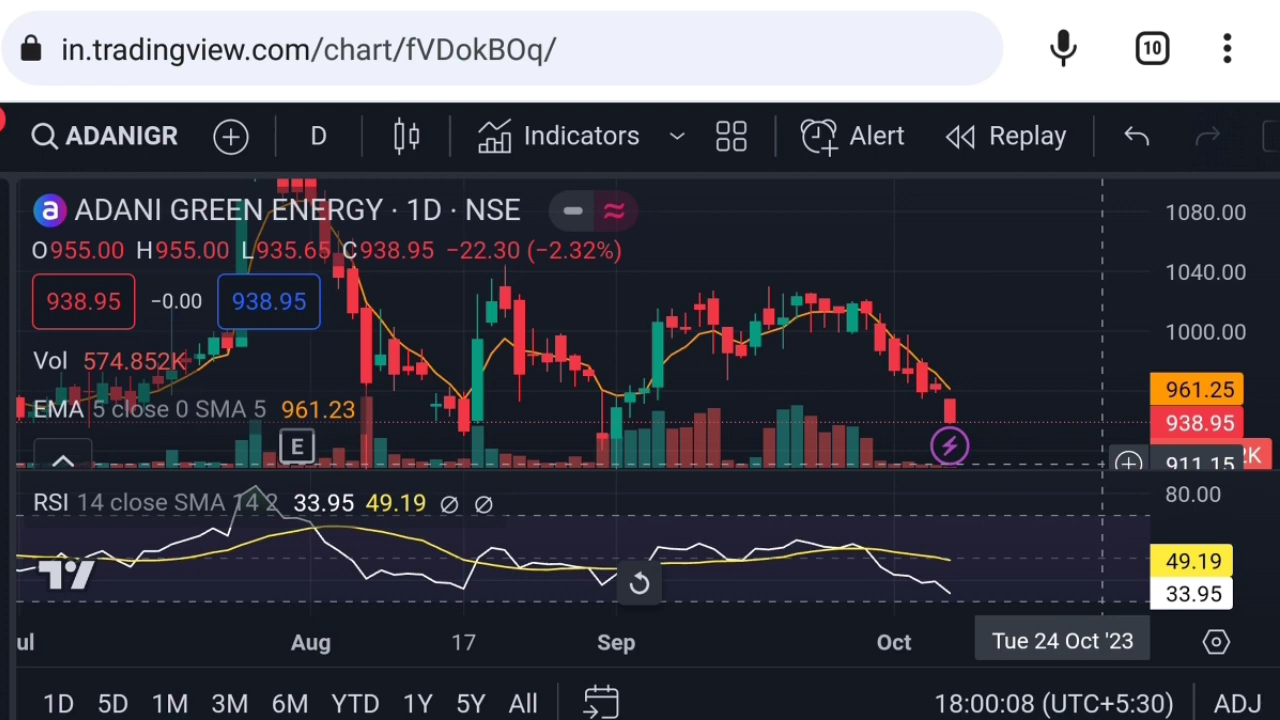 in.tradingview.com/chart/fVDokBOq/
10
ADANIGR
D
Indicators
Alert
Replay
a ADANI GREEN ENERGY · 1D · NSE
O955.00 H955.00 L935.65 C938.95 −22.30 (−2.32%)
938.95 −0.00 938.95
Vol 574.852K
EMA 5 close 0 SMA 5 961.23
E
1080.00
1040.00
1000.00
961.25
938.95
911.15
2K
RSI 14 close SMA 14 2 33.95 49.19 ∅ ∅
80.00
49.19
33.95
ul Aug 17 Sep Oct Tue 24 Oct '23
1D 5D 1M 3M 6M YTD 1Y 5Y All 18:00:08 (UTC+5:30) ADJ